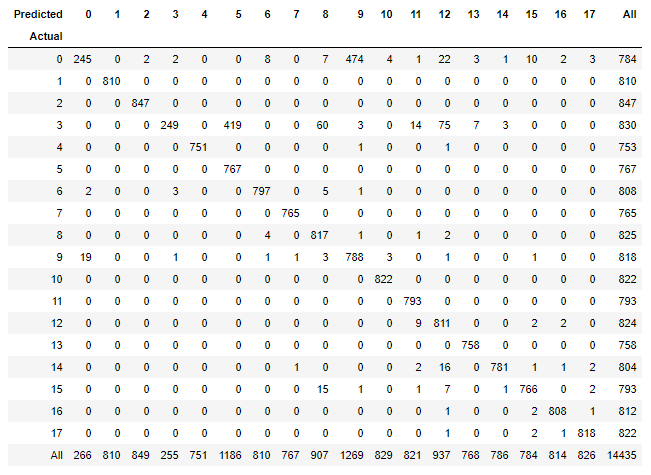 Predicted 0 1 2 3 4 5 6 7 8 9 10 11 12 13 14 15 16 17 All
Actual
0 245 0 2 2 0 0 8 0 7 474 4 1 22 3 1 10 2 3 784
1 0 810 0 0 0 0 0 0 0 0 0 0 0 0 0 0 0 0 810
2 0 0 847 0 0 0 0 0 0 0 0 0 0 0 0 0 0 0 847
3 0 0 0 249 0 419 0 0 60 3 0 14 75 7 3 0 0 0 830
4 0 0 0 0 751 0 0 0 0 1 0 0 1 0 0 0 0 0 753
5 0 0 0 0 0 767 0 0 0 0 0 0 0 0 0 0 0 0 767
6 2 0 0 3 0 0 797 0 5 1 0 0 0 0 0 0 0 0 808
7 0 0 0 0 0 0 0 765 0 0 0 0 0 0 0 0 0 0 765
8 0 0 0 0 0 0 4 0 817 1 0 1 2 0 0 0 0 0 825
9 19 0 0 1 0 0 1 1 3 788 3 0 1 0 0 1 0 0 818
10 0 0 0 0 0 0 0 0 0 0 822 0 0 0 0 0 0 0 822
11 0 0 0 0 0 0 0 0 0 0 0 793 0 0 0 0 0 0 793
12 0 0 0 0 0 0 0 0 0 0 0 9 811 0 0 2 2 0 824
13 0 0 0 0 0 0 0 0 0 0 0 0 0 758 0 0 0 0 758
14 0 0 0 0 0 0 0 1 0 0 0 2 16 0 781 1 1 2 804
15 0 0 0 0 0 0 0 0 15 1 0 1 7 0 1 766 0 2 793
16 0 0 0 0 0 0 0 0 0 0 0 0 1 0 0 2 808 1 812
17 0 0 0 0 0 0 0 0 0 0 0 0 1 0 0 2 1 818 822
All 266 810 849 255 751 1186 810 767 907 1269 829 821 937 768 786 784 814 826 14435